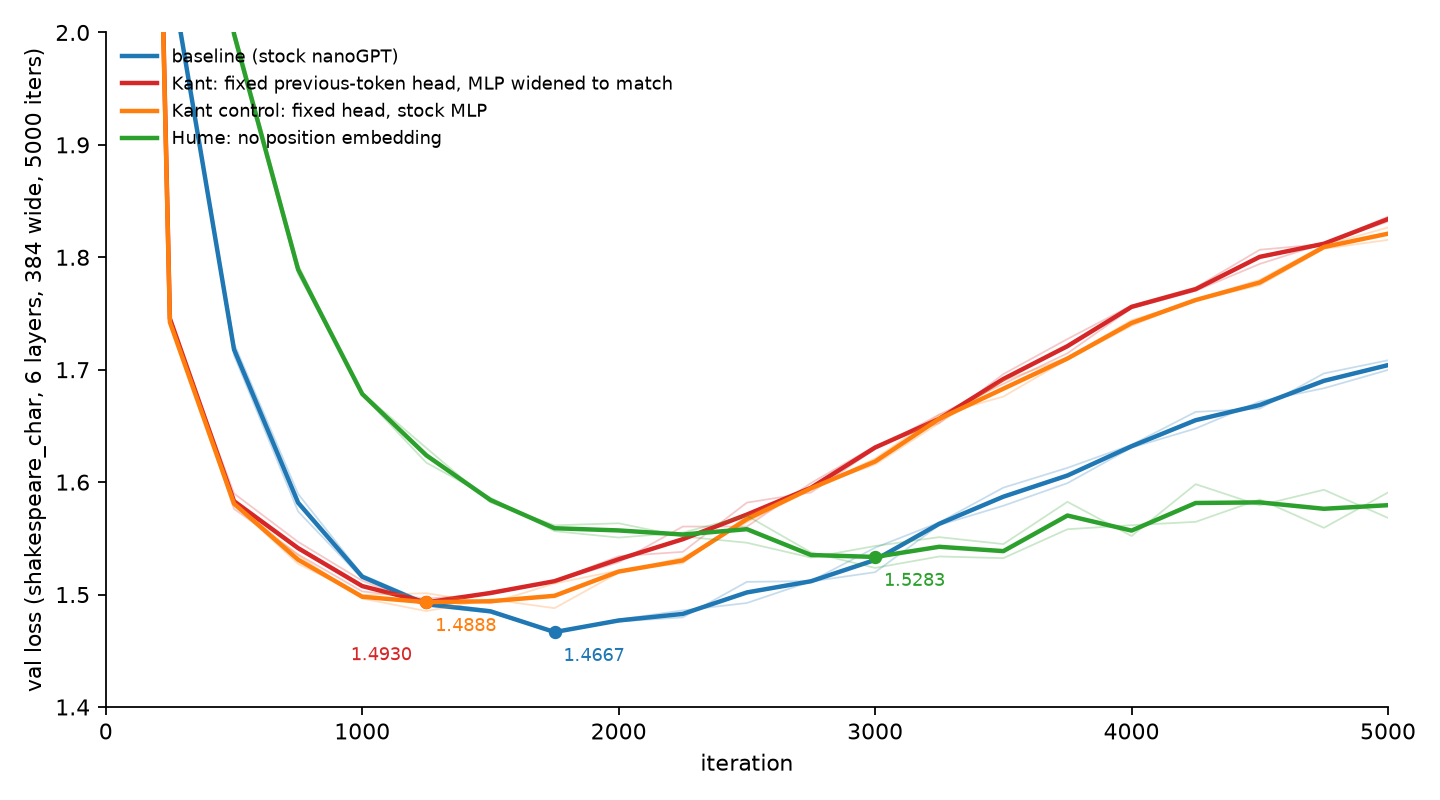 2.0
1.9
1.8
1.7
1.6
1.5
1.4
val loss (shakespeare_char, 6 layers, 384 wide, 5000 iters)
baseline (stock nanoGPT)
Kant: fixed previous-token head, MLP widened to match
Kant control: fixed head, stock MLP
Hume: no position embedding
1.5283
1.4888
1.4930
1.4667
0 1000 2000 3000 4000 5000
iteration